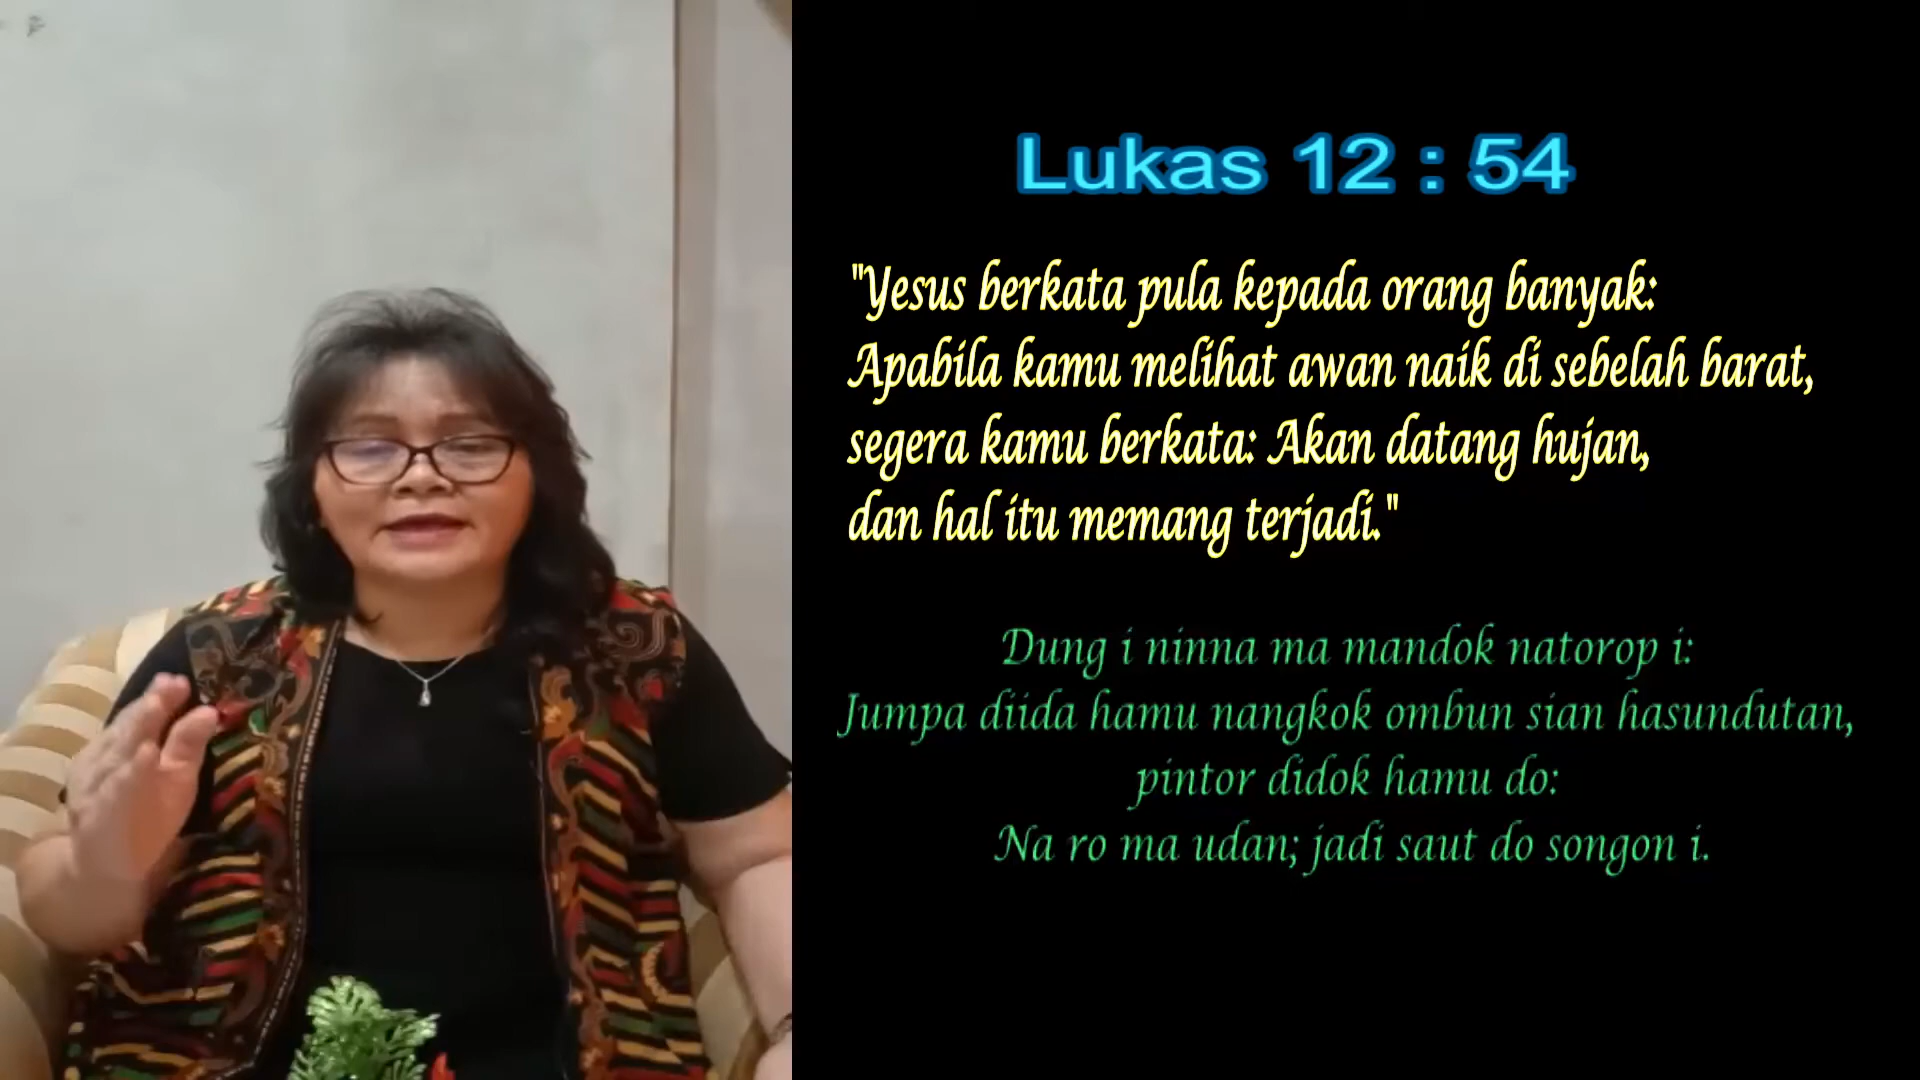 Lukas 12 : 54
"Yesus berkata pula kepada orang banyak:
Apabila kamu melihat awan naik di sebelah barat,
segera kamu berkata: Akan datang hujan,
dan hal itu memang terjadi."
Dung i ninna ma mandok natorop i:
Jumpa diida hamu nangkok ombun sian hasundutan,
pintor didok hamu do:
Na ro ma udan; jadi saut do songon i.